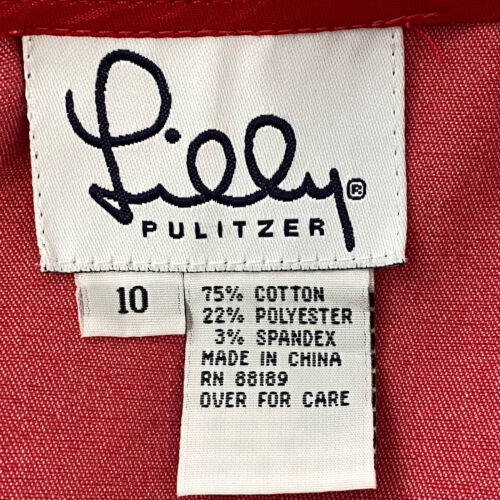 Lilly®
PULITZER
10
75% COTTON
22% POLYESTER
3% SPANDEX
MADE IN CHINA
RN 88189
OVER FOR CARE